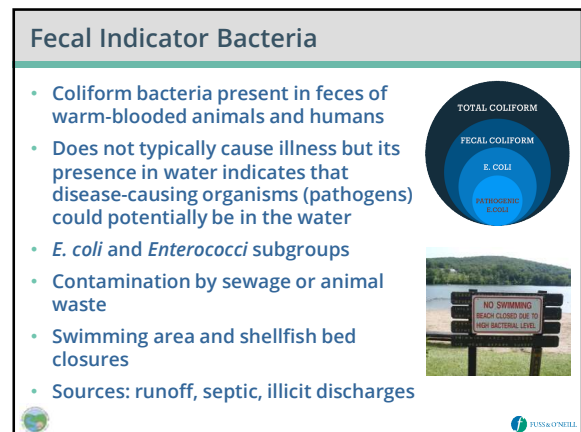 Fecal Indicator Bacteria
• Coliform bacteria present in feces of
warm-blooded animals and humans
• Does not typically cause illness but its
presence in water indicates that
disease-causing organisms (pathogens)
could potentially be in the water
• E. coli and Enterococci subgroups
• Contamination by sewage or animal
waste
• Swimming area and shellfish bed
closures
• Sources: runoff, septic, illicit discharges
TOTAL COLIFORM
FECAL COLIFORM
E. COLI
PATHOGENIC
E.COLI
NO SWIMMING
BEACH CLOSED DUE TO
HIGH BACTERIAL LEVEL
FUSS & O'NEILL